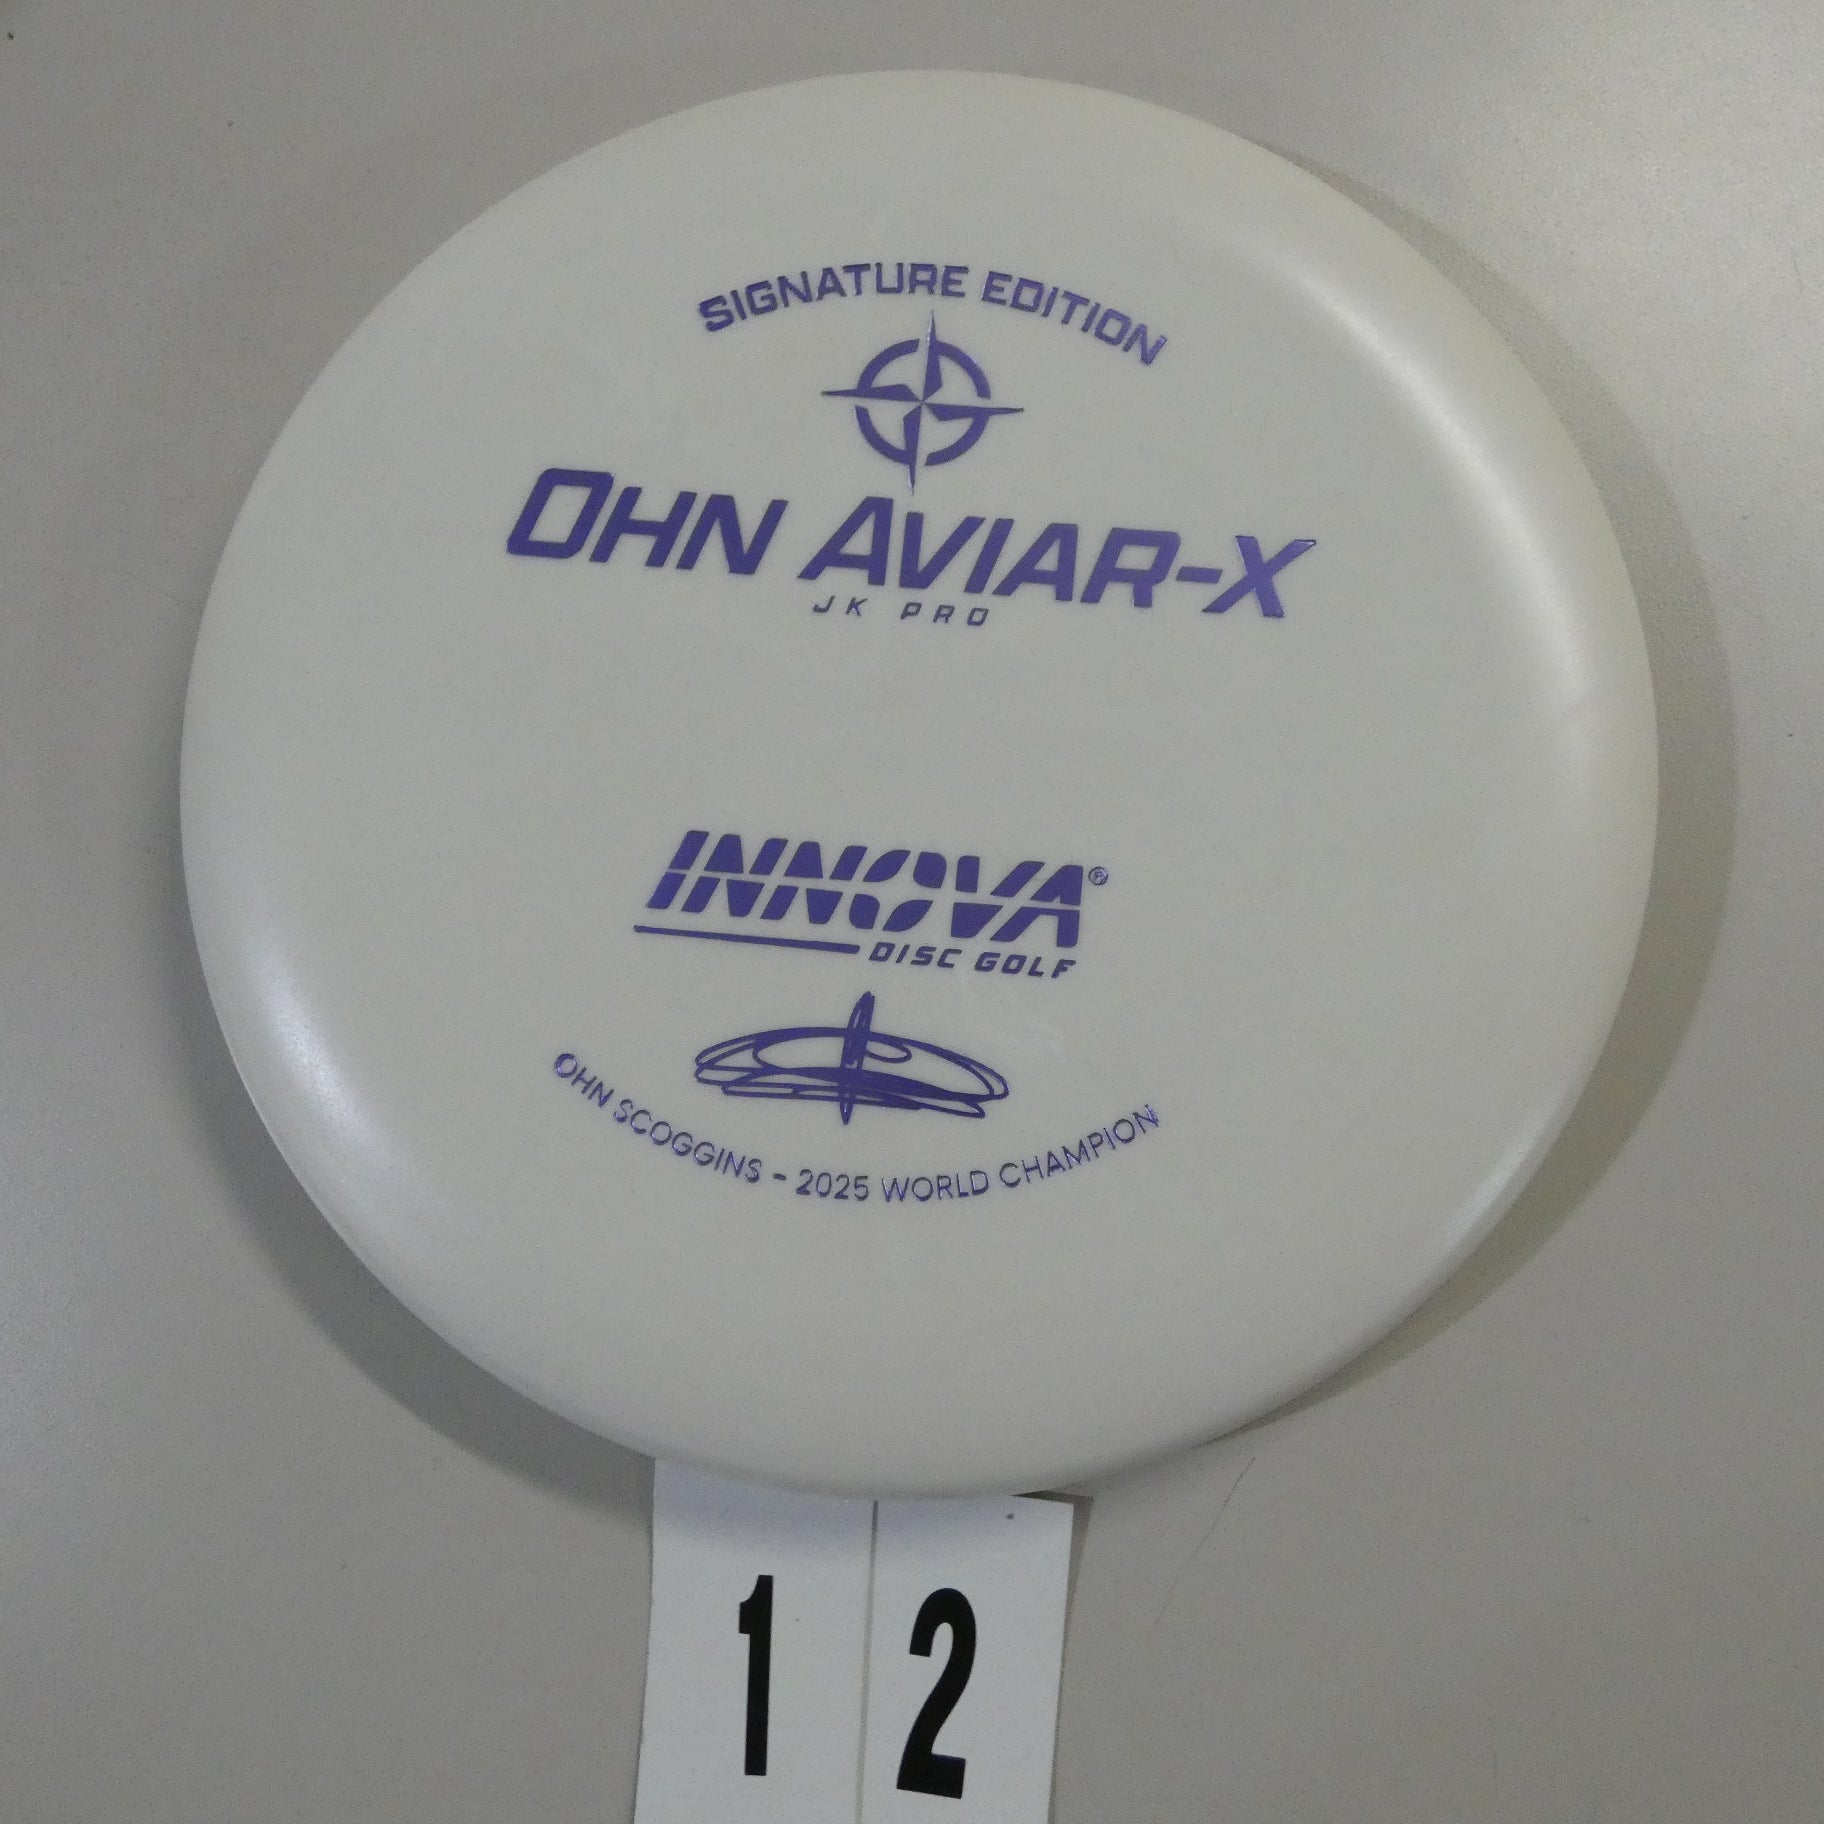 SIGNATURE EDITION
OHN AVIAR-X
JK PRO
INNOVA®
DISC GOLF
OHN SCOGGINS - 2025 WORLD CHAMPION
1 2